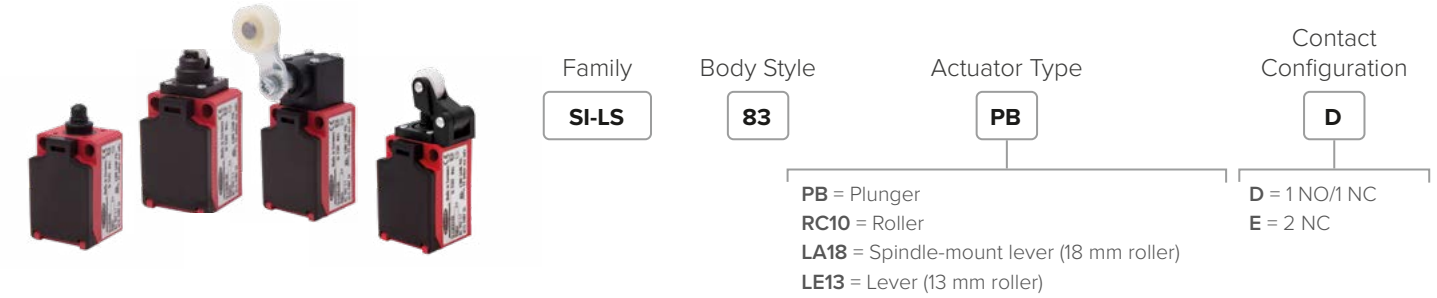 Family
Body Style
Actuator Type
Contact
Configuration
SI-LS
83
PB
D
PB = Plunger
RC10 = Roller
LA18 = Spindle-mount lever (18 mm roller)
LE13 = Lever (13 mm roller)
D = 1 NO/1 NC
E = 2 NC